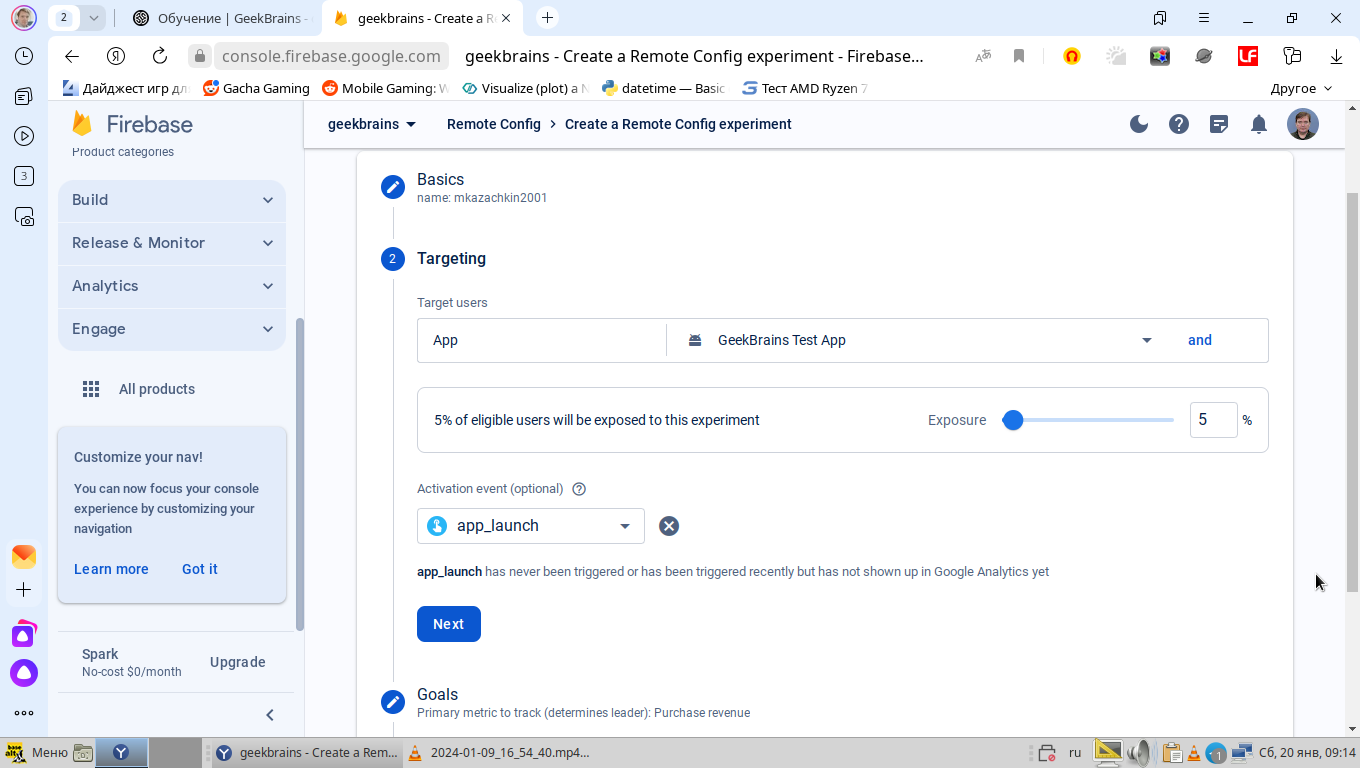 2
Обучение | GeekBrains -
geekbrains - Create a R
console.firebase.google.com
geekbrains - Create a Remote Config experiment - Firebase...
LF
Дайджест игр дл
Gacha Gaming
Mobile Gaming: W
Visualize (plot) a N
datetime — Basic
Тест AMD Ryzen 7
Другое
3
Firebase
Product categories
Build
Release & Monitor
Analytics
Engage
All products
Customize your nav!
You can now focus your console
experience by customizing your
navigation
Learn more
Got it
Spark
No-cost $0/month
Upgrade
geekbrains
Remote Config > Create a Remote Config experiment
Basics
name: mkazachkin2001
2
Targeting
Target users
App
GeekBrains Test App
and
5% of eligible users will be exposed to this experiment
Exposure
5
%
Activation event (optional)
app_launch
app_launch has never been triggered or has been triggered recently but has not shown up in Google Analytics yet
Next
Goals
Primary metric to track (determines leader): Purchase revenue
Меню
geekbrains - Create a Rem...
2024-01-09_16_54_40.mp4...
ru
1
Сб, 20 янв, 09:14